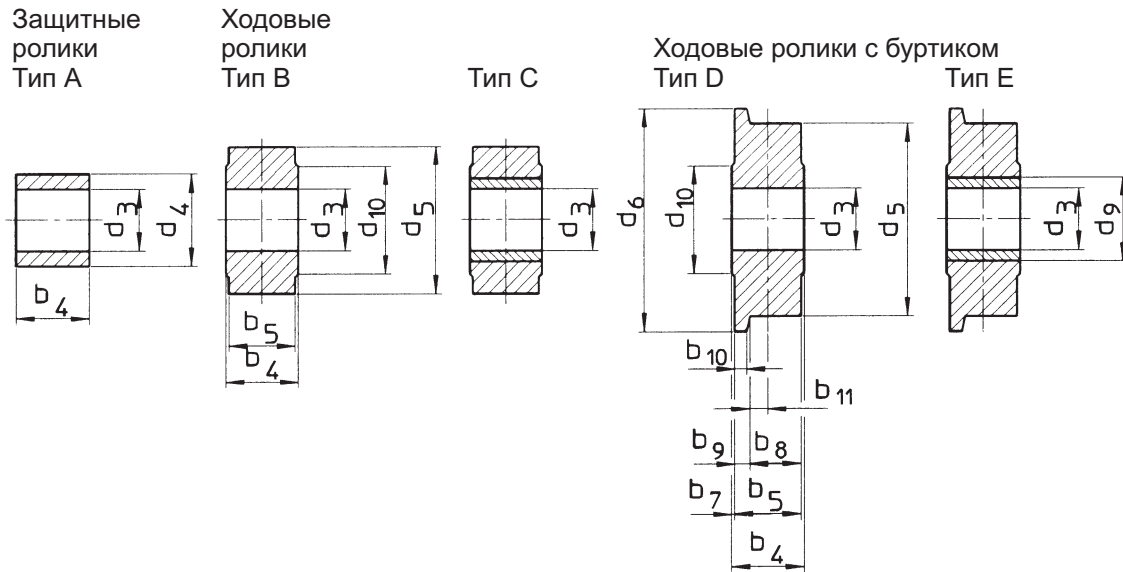 Защитные
ролики
Тип A
Ходовые
ролики
Тип B
Тип C
Ходовые ролики с буртиком
Тип D
Тип E
d3
d4
b4
d3
d10
d5
b5
b4
d3
d6
d10
d3
d5
b10
b11
b9
b8
b7
b5
b4
d3
d9